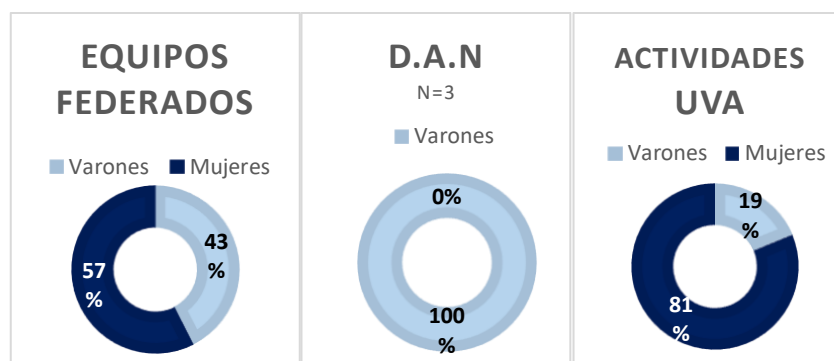 EQUIPOS
FEDERADOS
Varones Mujeres
43
%
57
%
D.A.N
N=3
Varones
0%
100
%
ACTIVIDADES
UVA
Varones Mujeres
19
%
81
%